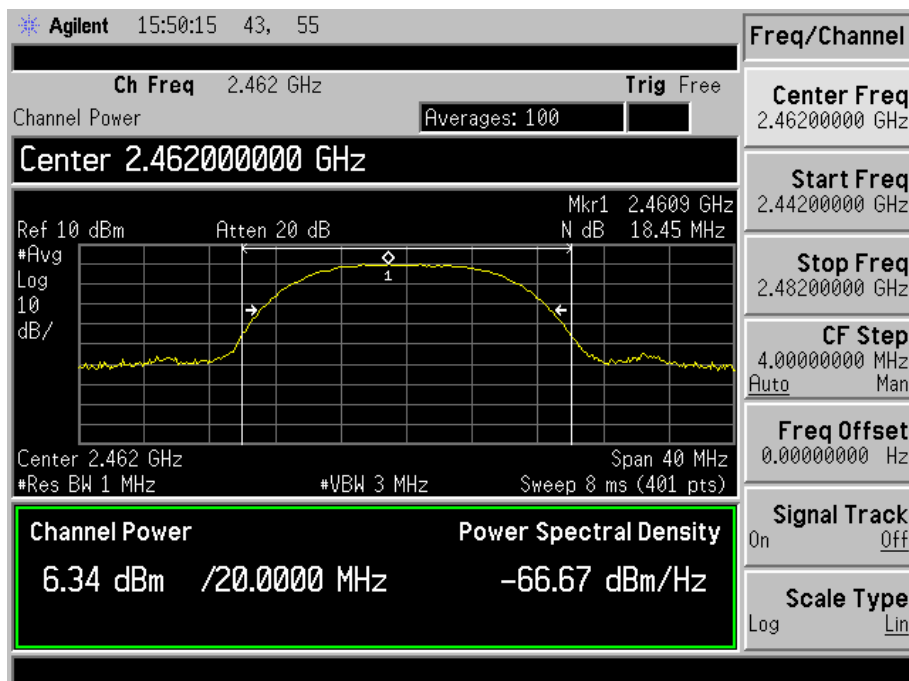 Agilent 15:50:15 43, 55
Freq/Channel
Ch Freq 2.462 GHz Trig Free
Channel Power Averages: 100
Center 2.462000000 GHz
Mkr1 2.4609 GHz
Ref 10 dBm Atten 20 dB N dB 18.45 MHz
#Avg
Log
10
dB/
1
Center 2.462 GHz Span 40 MHz
#Res BW 1 MHz #VBW 3 MHz Sweep 8 ms (401 pts)
Channel Power Power Spectral Density
6.34 dBm /20.0000 MHz -66.67 dBm/Hz
Center Freq
2.46200000 GHz
Start Freq
2.44200000 GHz
Stop Freq
2.48200000 GHz
CF Step
4.00000000 MHz
Auto Man
Freq Offset
0.00000000 Hz
Signal Track
On Off
Scale Type
Log Lin